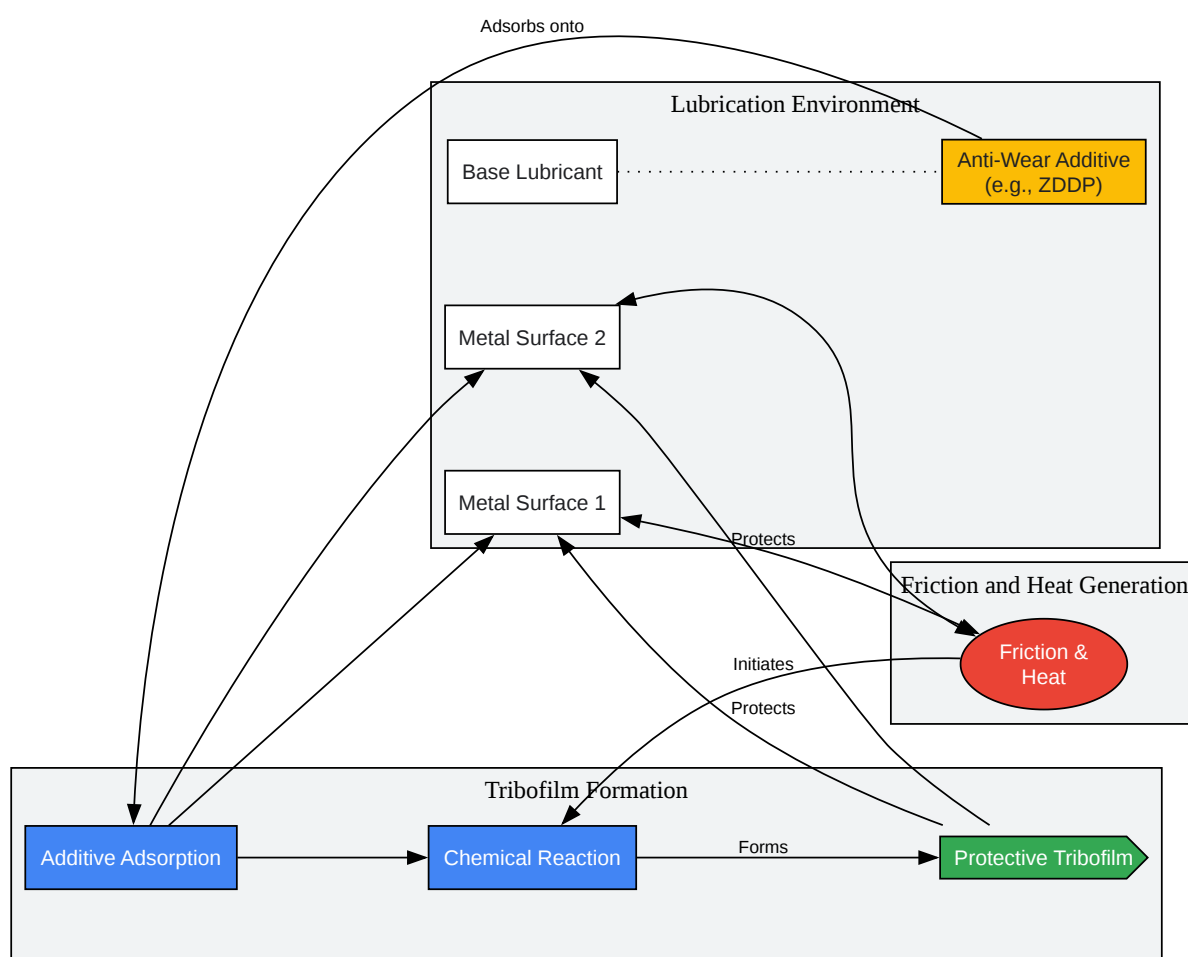 Adsorbs onto
Lubrication Environment
Base Lubricant
Anti-Wear Additive
(e.g., ZDDP)
Metal Surface 2
Metal Surface 1
Protects
Friction and Heat Generation
Friction &
Heat
Initiates
Protects
Tribofilm Formation
Additive Adsorption
Chemical Reaction
Forms
Protective Tribofilm